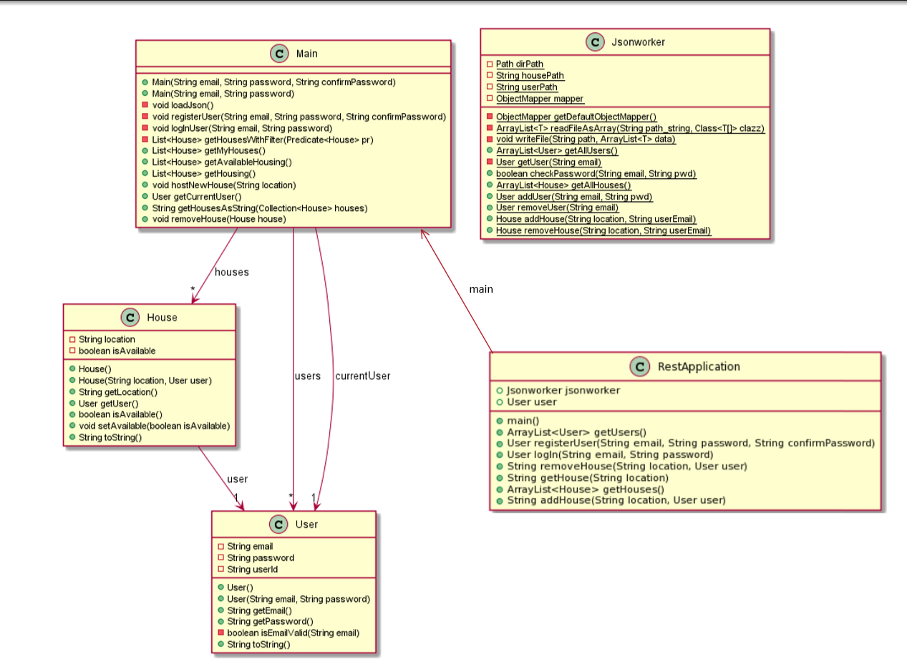 C Main
Main(String email, String password, String confirmPassword)
Main(String email, String password)
void loadJson()
void registerUser(String email, String password, String confirmPassword)
void logInUser(String email, String password)
List<House> getHousesWithFilter(Predicate<House> pr)
List<House> getMyHouses()
List<House> getAvailableHousing()
List<House> getHousing()
void hostNewHouse(String location)
User getCurrentUser()
String getHousesAsString(Collection<House> houses)
void removeHouse(House house)
C Jsonworker
Path dirPath
String housePath
String userPath
ObjectMapper mapper
ObjectMapper getDefaultObjectMapper()
ArrayList<T> readFileAsArray(String path_string, Class<T[]> clazz)
void writeFile(String path, ArrayList<T> data)
ArrayList<User> getAllUsers()
User getUser(String email)
boolean checkPassword(String email, String pwd)
ArrayList<House> getAllHouses()
User addUser(String email, String pwd)
User removeUser(String email)
House addHouse(String location, String userEmail)
House removeHouse(String location, String userEmail)
houses
*
main
C House
String location
boolean isAvailable
House()
House(String location, User user)
String getLocation()
User getUser()
boolean isAvailable()
void setAvailable(boolean isAvailable)
String toString()
users
currentUser
C RestApplication
Jsonworker jsonworker
User user
main()
ArrayList<User> getUsers()
User registerUser(String email, String password, String confirmPassword)
User logIn(String email, String password)
String removeHouse(String location, User user)
String getHouse(String location)
ArrayList<House> getHouses()
String addHouse(String location, User user)
user
1
*
1
C User
String email
String password
String userId
User()
User(String email, String password)
String getEmail()
String getPassword()
boolean isEmailValid(String email)
String toString()